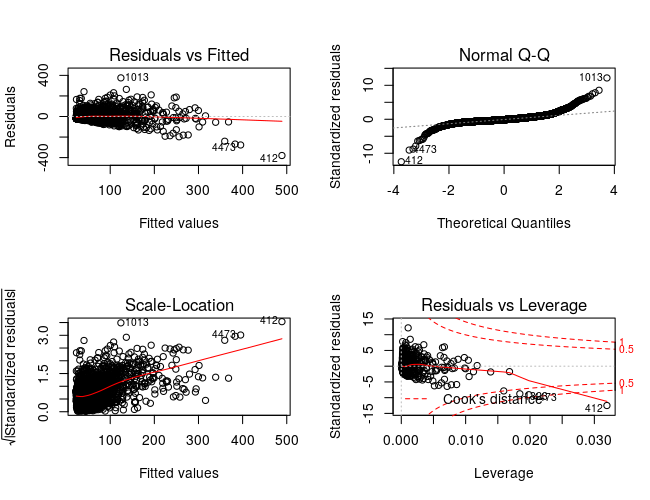 Residuals vs Fitted
Residuals
400
0
-400
1013
4473
412
100 200 300 400 500
Fitted values
Normal Q-Q
Standardized residuals
10
0
-10
1013
4473
412
-4 -2 0 2 4
Theoretical Quantiles
Scale-Location
√|Standardized residuals|
3.0
1.5
0.0
1013
4473
412
100 200 300 400 500
Fitted values
Residuals vs Leverage
Standardized residuals
15
5
-5
-15
1
0.5
0.5
1
Cook's distance
412
0.000 0.010 0.020 0.030
Leverage